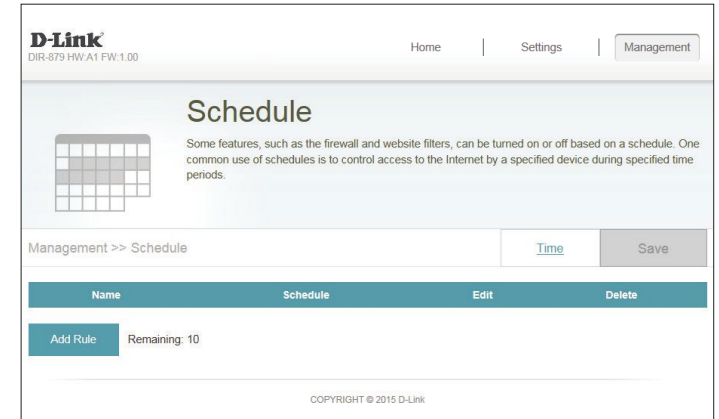 D-Link
DIR-879 HW:A1 FW:1.00
Home | Settings | Management
Schedule
Some features, such as the firewall and website filters, can be turned on or off based on a schedule. One
common use of schedules is to control access to the Internet by a specified device during specified time
periods.
Management >> Schedule
Time
Save
Name Schedule Edit Delete
Add Rule Remaining: 10
COPYRIGHT © 2015 D-Link